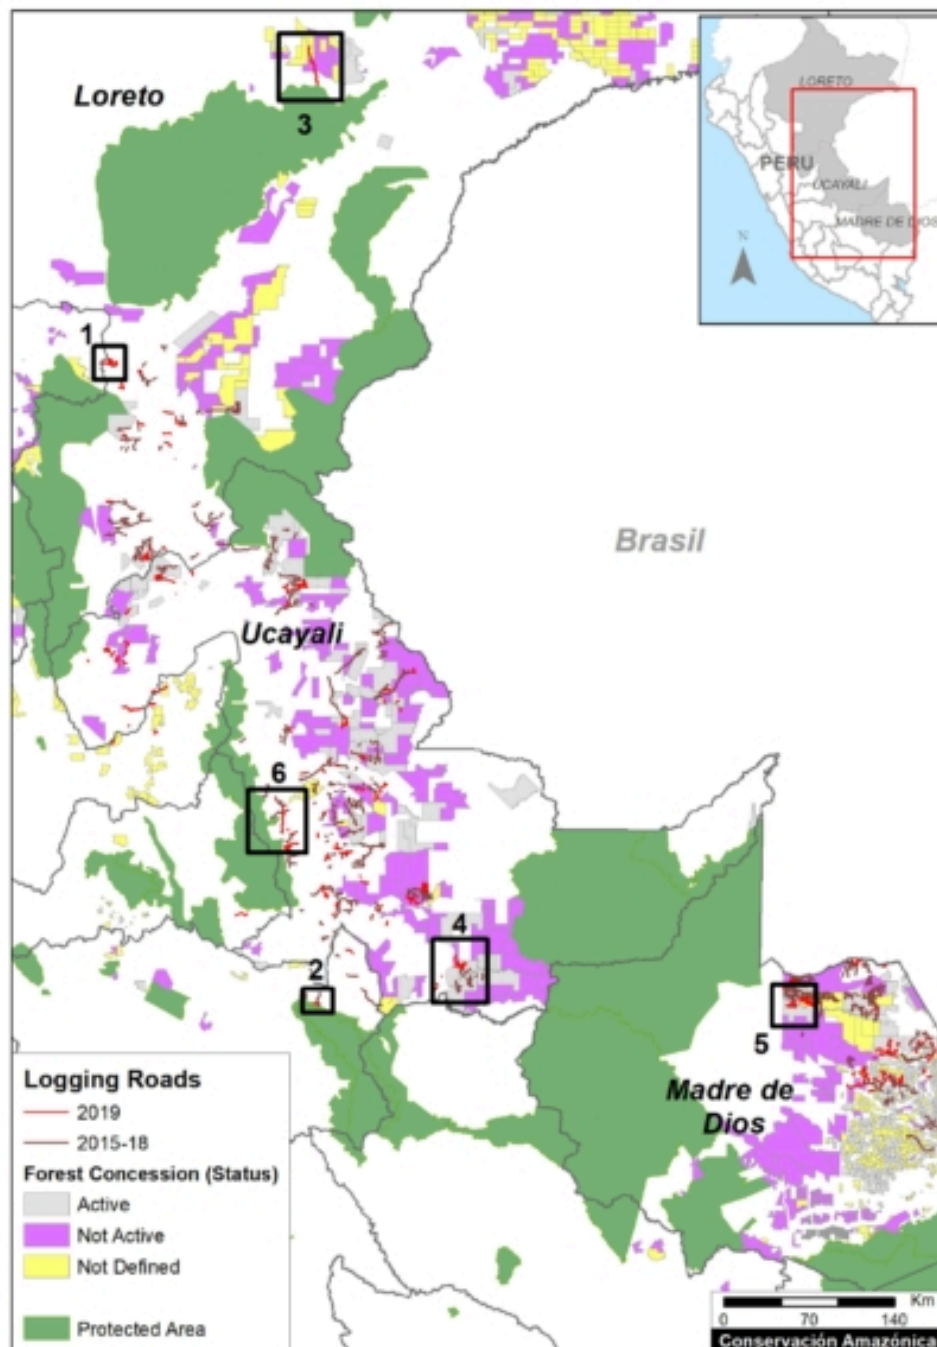 Loreto
3
LORETO
PERU
UCAYALI
MADRE DE DIOS
N
1
Brasil
Ucayali
6
4
2
5
Madre de
Dios
Logging Roads
2019
2015-18
Forest Concession (Status)
Active
Not Active
Not Defined
Protected Area
Km
0 70 140
Conservación Amazónica